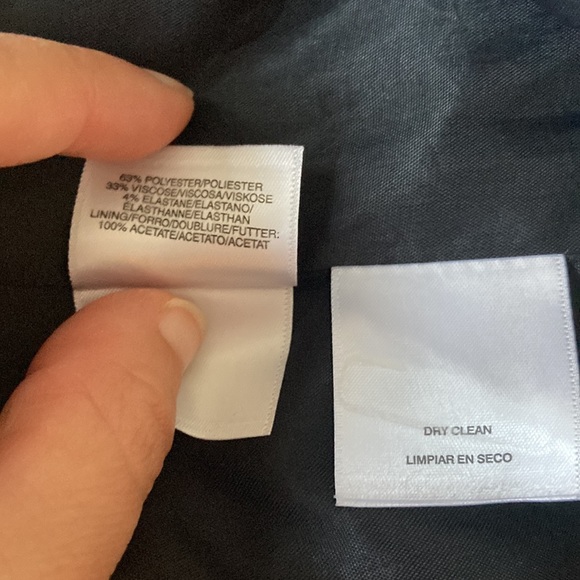 63% POLYESTER/POLIESTER
33% VISCOSE/VISCOSA/VISKOSE
4% ELASTANE/ELASTANO/
ELASTHANNE/ELASTHAN
LINING/FORRO/DOUBLURE/FUTTER:
100% ACETATE/ACETATO/ACETAT
DRY CLEAN
LIMPIAR EN SECO